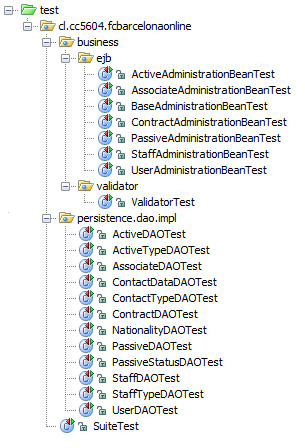 test
cl.cc5604.fcbarcelonaonline
business
ejb
ActiveAdministrationBeanTest
AssociateAdministrationBeanTest
BaseAdministrationBeanTest
ContractAdministrationBeanTest
PassiveAdministrationBeanTest
StaffAdministrationBeanTest
UserAdministrationBeanTest
validator
ValidatorTest
persistence.dao.impl
ActiveDAOTest
ActiveTypeDAOTest
AssociateDAOTest
ContactDataDAOTest
ContactTypeDAOTest
ContractDAOTest
NationalityDAOTest
PassiveDAOTest
PassiveStatusDAOTest
StaffDAOTest
StaffTypeDAOTest
UserDAOTest
SuiteTest